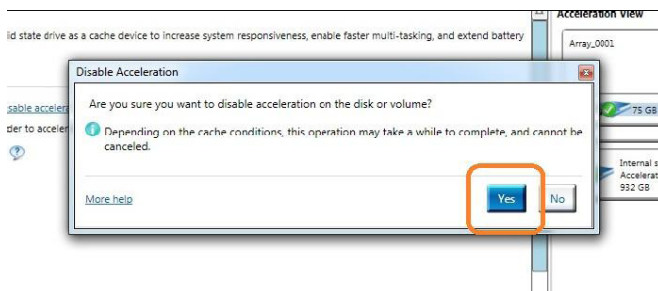 Acceleration View
id state drive as a cache device to increase system responsiveness, enable faster multi-tasking, and extend battery
Array_0001
Disable Acceleration
Are you sure you want to disable acceleration on the disk or volume?
sable acceler
75 GB
Depending on the cache conditions, this operation may take a while to complete, and cannot be
canceled.
der to acceler
Internal s
Accelerat
932 GB
More help
Yes
No